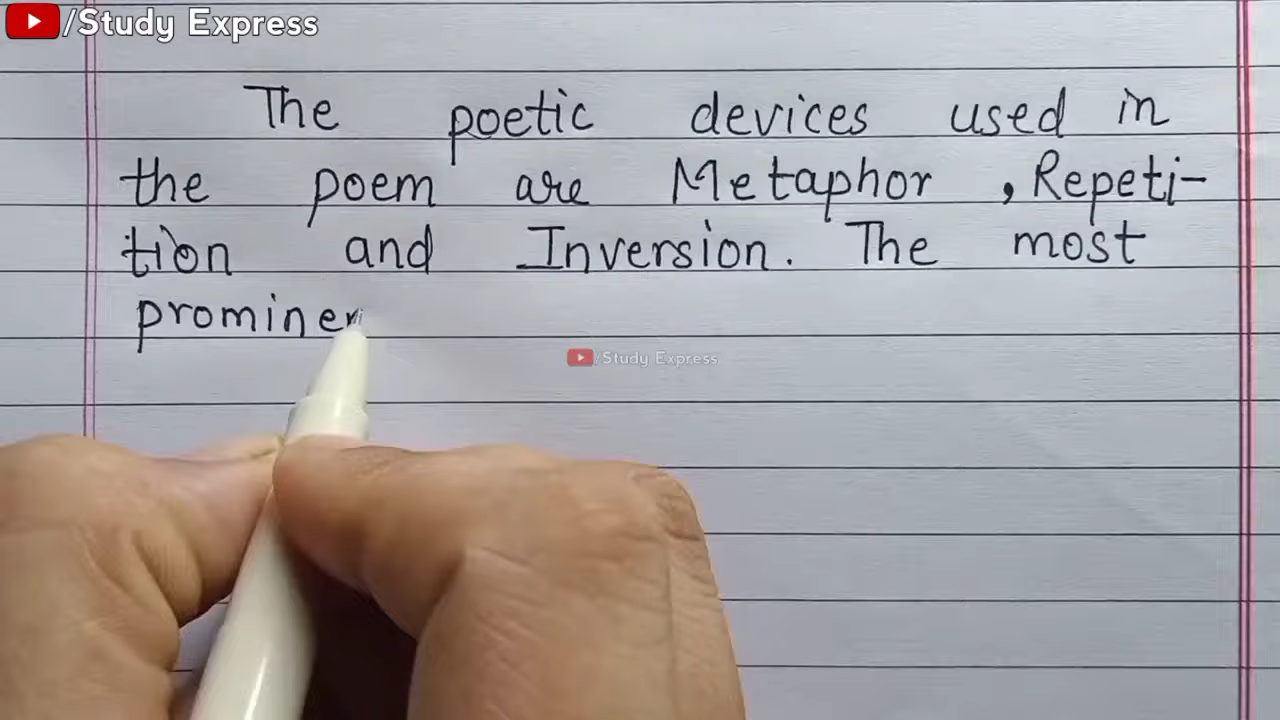 /Study Express
The poetic devices used in
the poem are Metaphor , Repeti-
tion and Inversion. The most
prominen
/Study Express